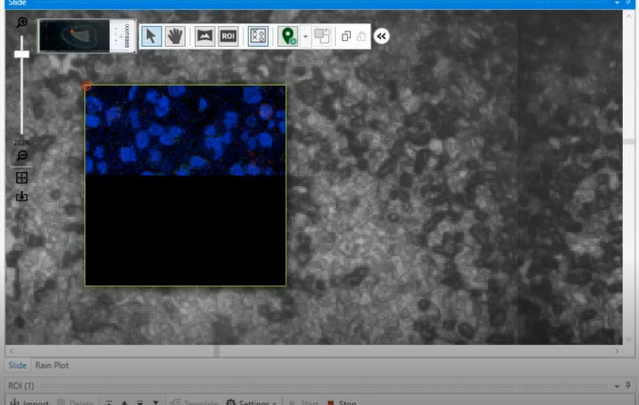 Slide
ROI
Slide Rain Plot
ROI (1)
Import Delete Template Settings Start Stop